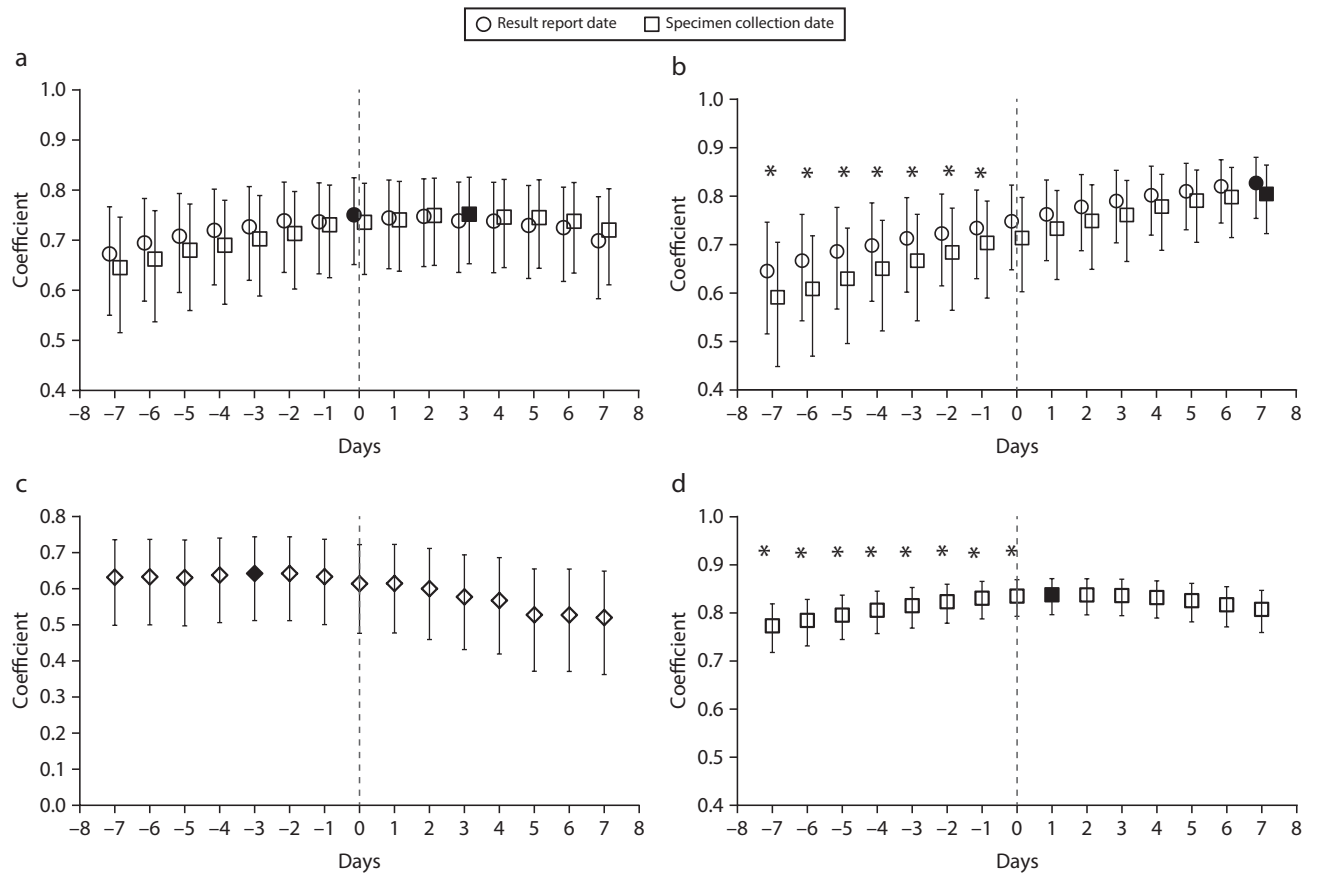 Result report date Specimen collection date
a
1.0
0.9
0.8
0.7
0.6
0.5
0.4
Coefficient
−8 −7 −6 −5 −4 −3 −2 −1 0 1 2 3 4 5 6 7 8
Days
b
1.0
0.9
0.8
0.7
0.6
0.5
0.4
Coefficient
* * * * * * *
−8 −7 −6 −5 −4 −3 −2 −1 0 1 2 3 4 5 6 7 8
Days
c
0.8
0.7
0.6
0.5
0.4
0.3
0.2
0.1
0.0
Coefficient
−8 −7 −6 −5 −4 −3 −2 −1 0 1 2 3 4 5 6 7 8
Days
d
1.0
0.9
0.8
0.7
0.6
0.5
0.4
Coefficient
* * * * * * * *
−8 −7 −6 −5 −4 −3 −2 −1 0 1 2 3 4 5 6 7 8
Days